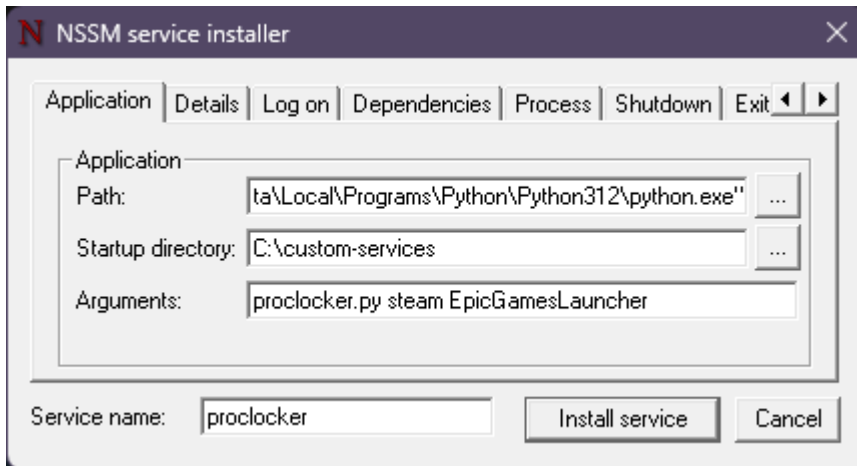 N NSSM service installer
Application Details Log on Dependencies Process Shutdown Exit
Application
Path: ta\Local\Programs\Python\Python312\python.exe" ...
Startup directory: C:\custom-services ...
Arguments: proclocker.py steam EpicGamesLauncher
Service name: proclocker Install service Cancel